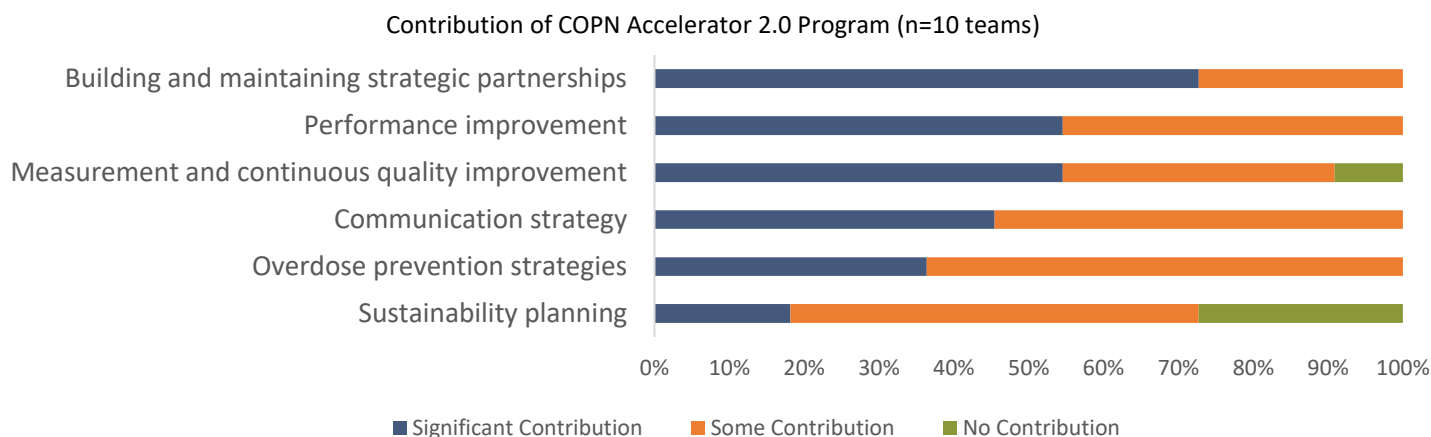 Contribution of COPN Accelerator 2.0 Program (n=10 teams)
Building and maintaining strategic partnerships
Performance improvement
Measurement and continuous quality improvement
Communication strategy
Overdose prevention strategies
Sustainability planning
0% 10% 20% 30% 40% 50% 60% 70% 80% 90% 100%
Significant Contribution Some Contribution No Contribution